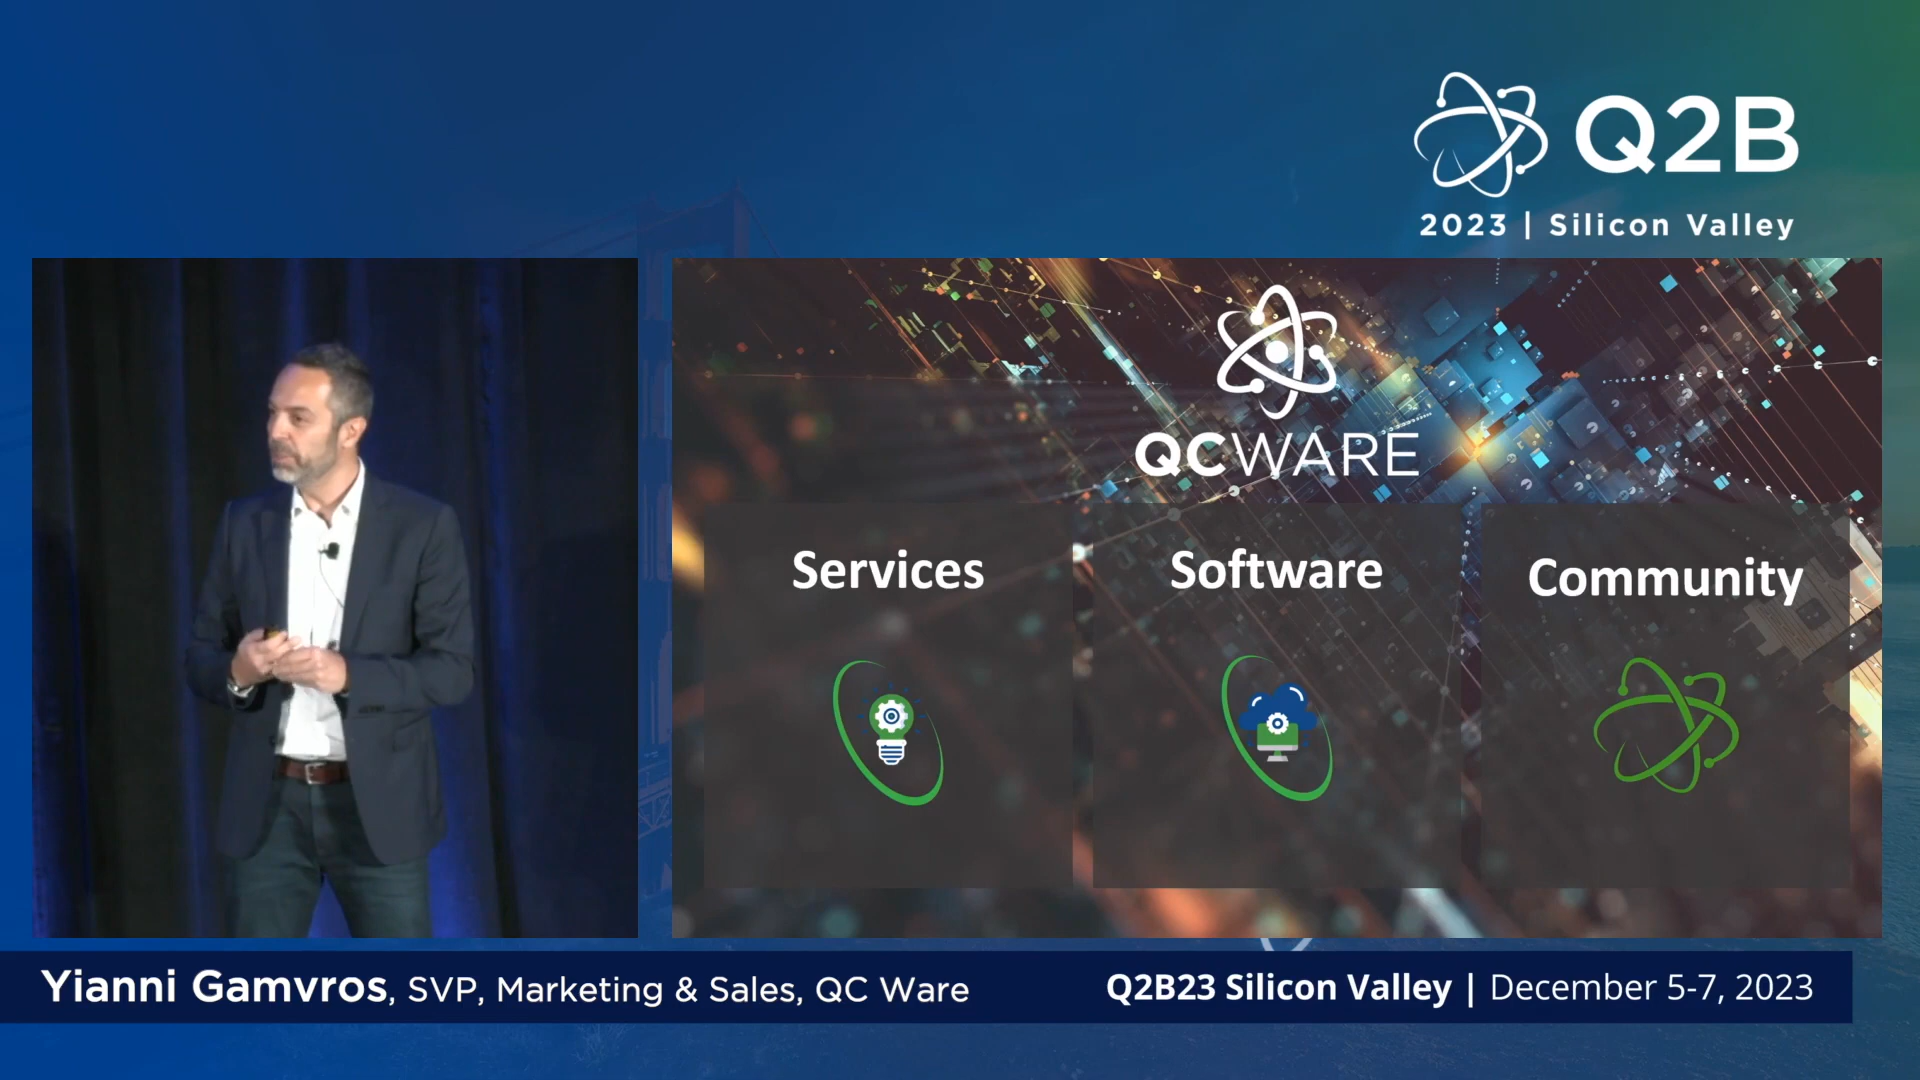 Q2B
2023 | Silicon Valley
QCWARE
Services
Software
Community
Yianni Gamvros, SVP, Marketing & Sales, QC Ware
Q2B23 Silicon Valley | December 5-7, 2023